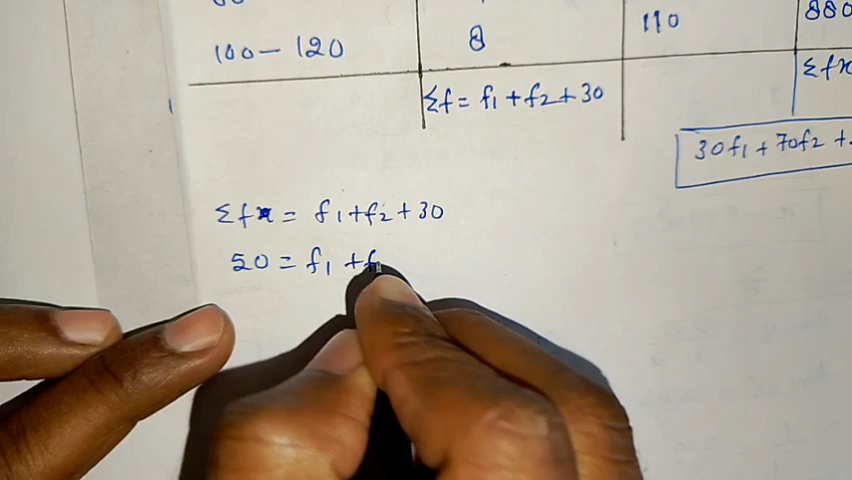 100 - 120 8 110 880
Σf = f1 + f2 + 30 Σfx
30f1 + 70f2 +
Σf = f1 + f2 + 30
50 = f1 + f